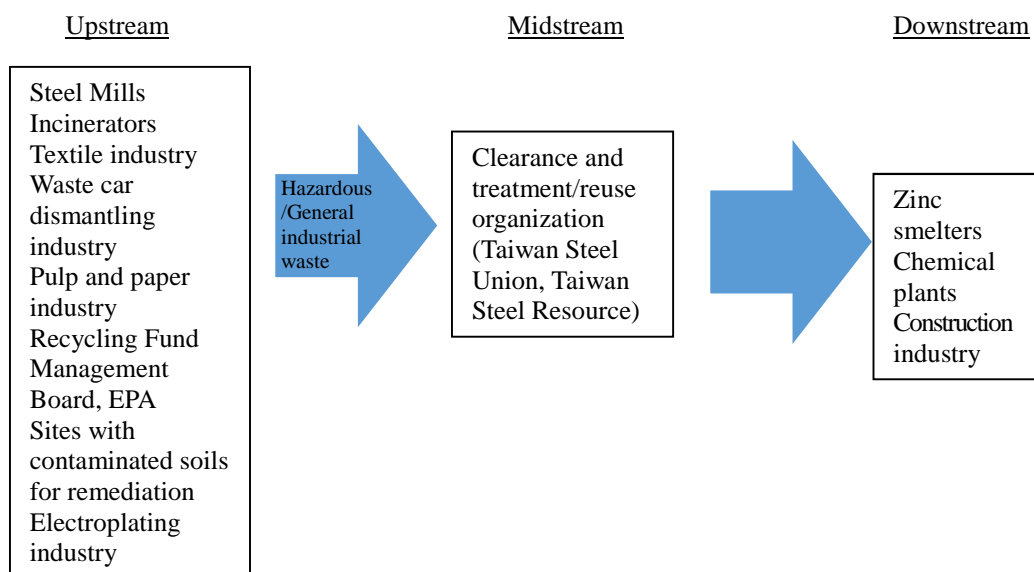 Upstream
Midstream
Downstream
Steel Mills
Incinerators
Textile industry
Waste car
dismantling
industry
Pulp and paper
industry
Recycling Fund
Management
Board, EPA
Sites with
contaminated soils
for remediation
Electroplating
industry
Hazardous
/General
industrial
waste
Clearance and
treatment/reuse
organization
(Taiwan Steel
Union, Taiwan
Steel Resource)
Zinc
smelters
Chemical
plants
Construction
industry